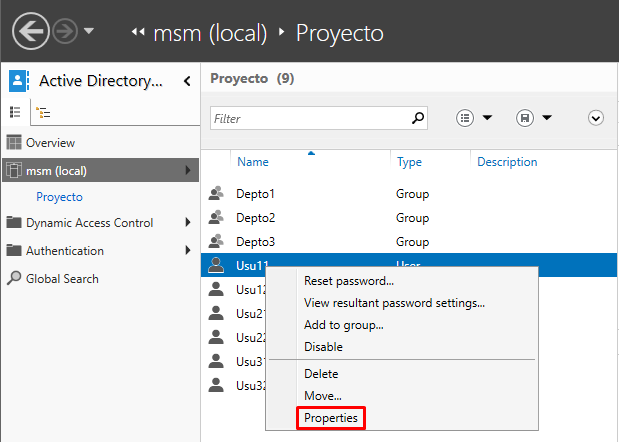 msm (local) Proyecto
Active Directory...
Proyecto (9)
Filter
Overview
msm (local)
Proyecto
Dynamic Access Control
Authentication
Global Search
Name Type Description
Depto1 Group
Depto2 Group
Depto3 Group
Usu11 User
Usu12
Usu21
Usu22
Usu31
Usu32
Reset password...
View resultant password settings...
Add to group...
Disable
Delete
Move...
Properties